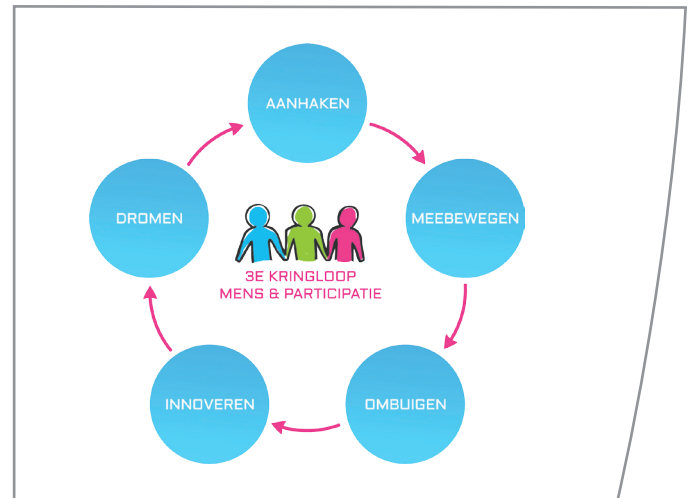 AANHAKEN
DROMEN
MEEBEWEGEN
3E KRINGLOOP
MENS & PARTICIPATIE
INNOVEREN
OMBUIGEN